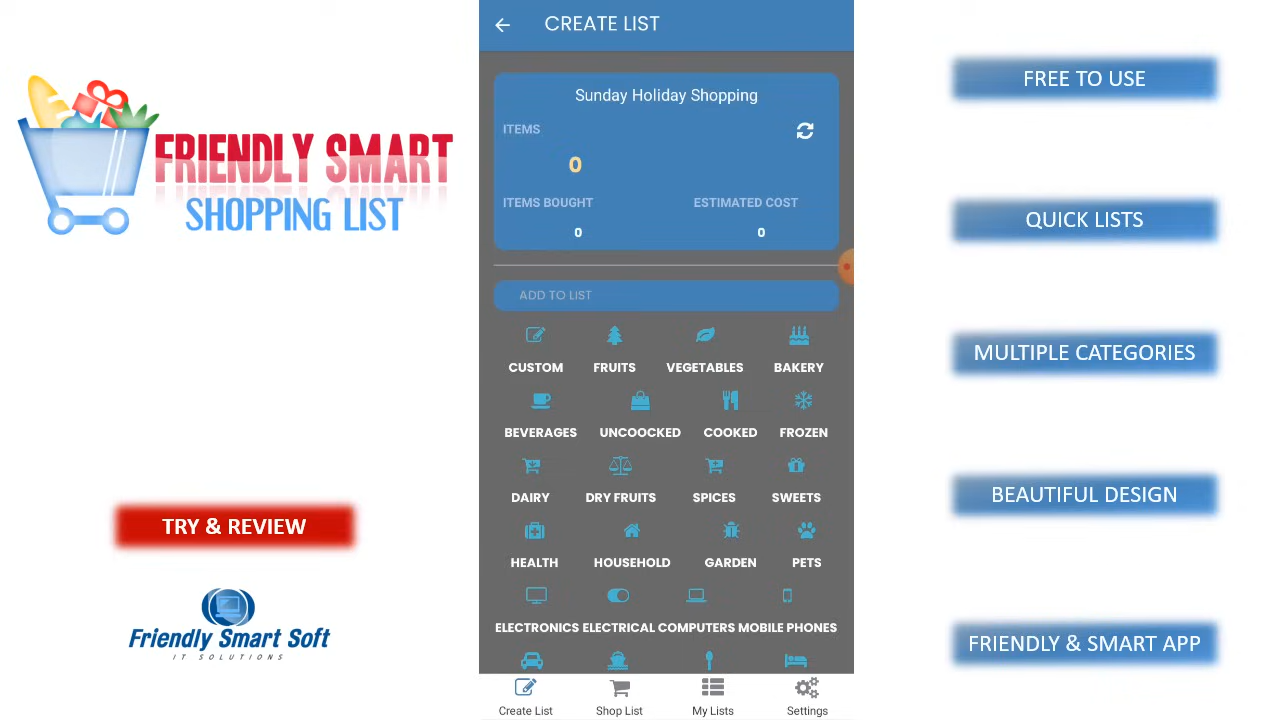 FRIENDLY SMART
SHOPPING LIST
TRY & REVIEW
Friendly Smart Soft
IT SOLUTIONS
CREATE LIST
Sunday Holiday Shopping
ITEMS
0
ITEMS BOUGHT ESTIMATED COST
0 0
ADD TO LIST
CUSTOM FRUITS VEGETABLES BAKERY
BEVERAGES UNCOOCKED COOKED FROZEN
DAIRY DRY FRUITS SPICES SWEETS
HEALTH HOUSEHOLD GARDEN PETS
ELECTRONICS ELECTRICAL COMPUTERS MOBILE PHONES
Create List Shop List My Lists Settings
FREE TO USE
QUICK LISTS
MULTIPLE CATEGORIES
BEAUTIFUL DESIGN
FRIENDLY & SMART APP